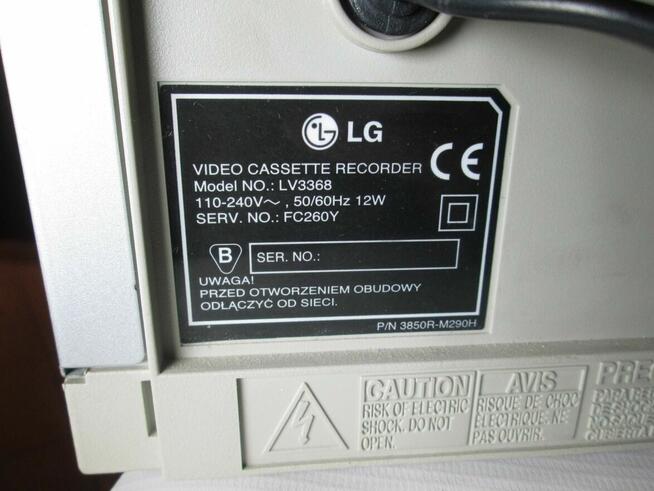 LG
VIDEO CASSETTE RECORDER
Model NO.: LV3368
110-240V~ , 50/60Hz 12W
SERV. NO.: FC260Y
CE
B
SER. NO.:
UWAGA!
PRZED OTWORZENIEM OBUDOWY
ODŁĄCZYĆ OD SIECI.
P/N 3850R-M290H
CAUTION
RISK OF ELECTRIC
SHOCK. DO NOT
OPEN.
AVIS
RISQUE DE CHOC
ELECTRIQUE. NE
PAS OUVRIR.